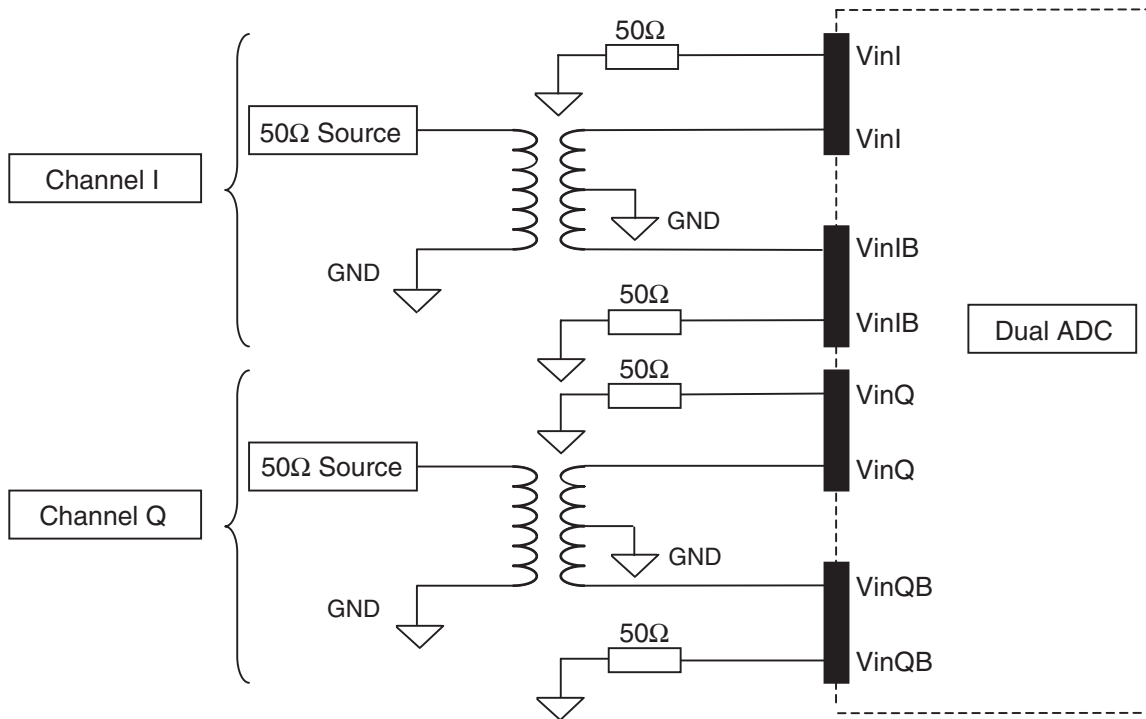 50Ω
VinI
50Ω Source
VinI
Channel I
GND
VinIB
GND
50Ω
VinIB
Dual ADC
50Ω
VinQ
50Ω Source
VinQ
Channel Q
GND
VinQB
GND
50Ω
VinQB